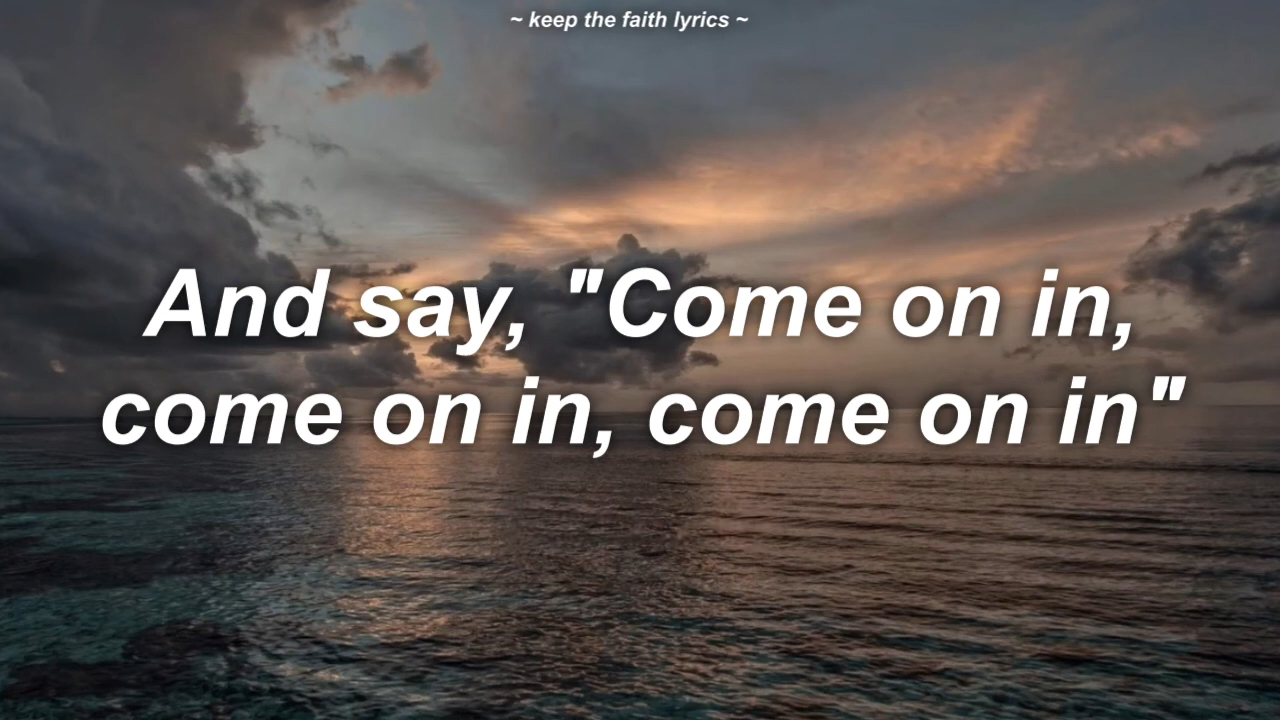 ~ keep the faith lyrics ~
And say, "Come on in,
come on in, come on in"